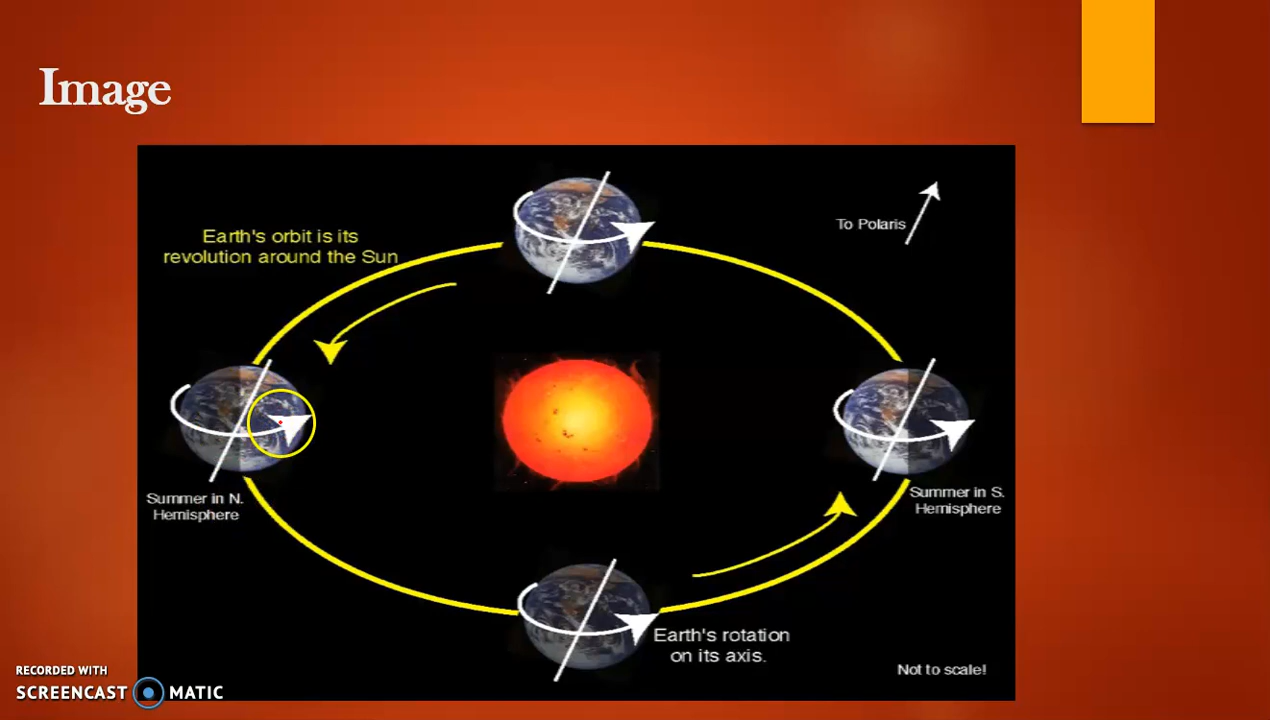 Image
To Polaris
Earth's orbit is its
revolution around the Sun
Summer in N.
Hemisphere
Summer in S.
Hemisphere
Earth's rotation
on its axis.
Not to scale!
RECORDED WITH
SCREENCAST MATIC